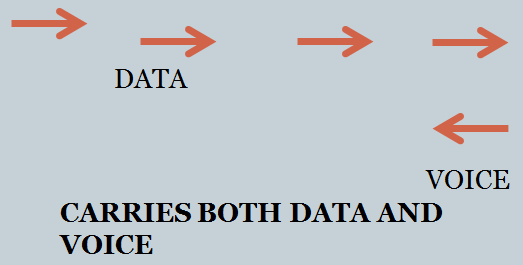 DATA
VOICE
CARRIES BOTH DATA AND
VOICE